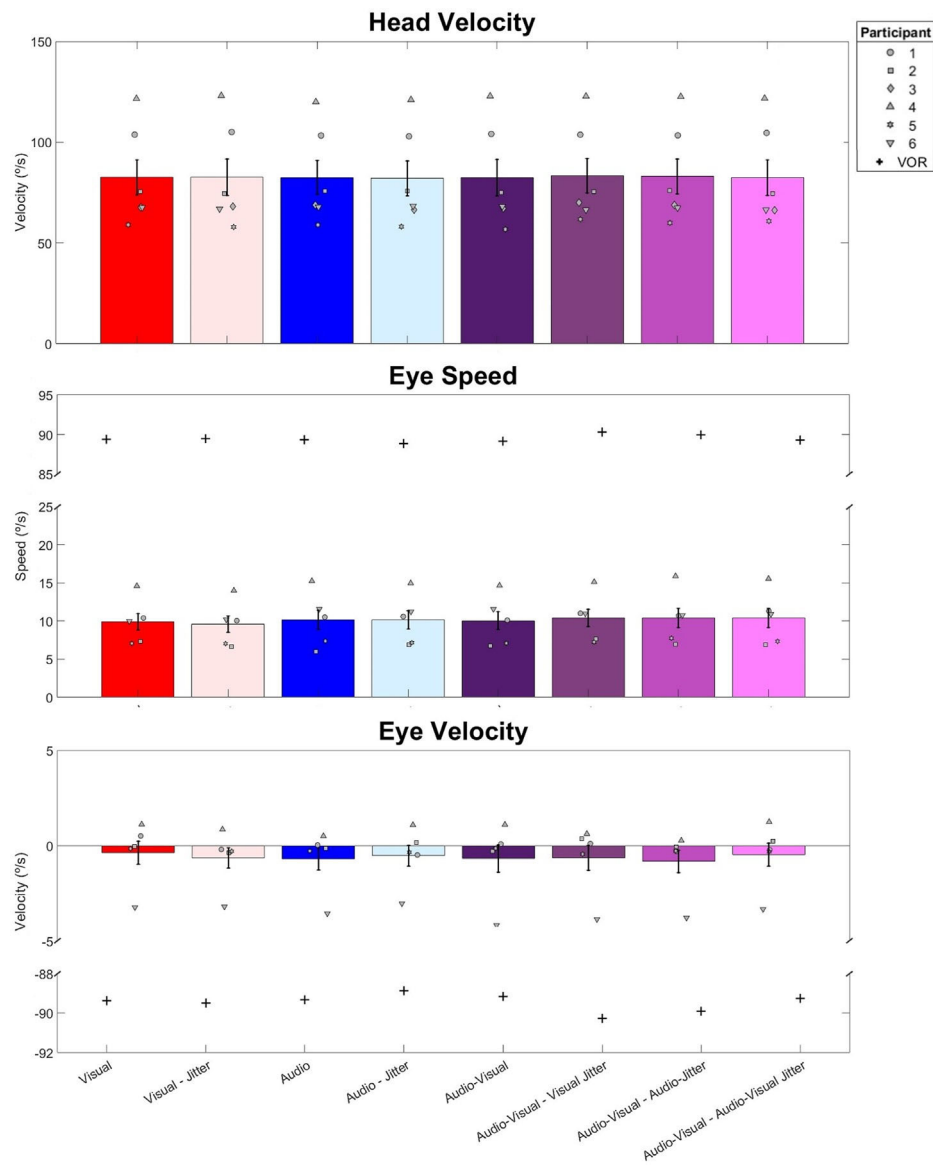 Head Velocity
150
100
50
0
Velocity (º/s)
Participant
1
2
3
4
5
6
VOR
Eye Speed
95
90
85
25
20
15
10
5
0
Speed (º/s)
Eye Velocity
5
0
-5
-88
-90
-92
Velocity (º/s)
Visual
Visual - Jitter
Audio
Audio - Jitter
Audio-Visual
Audio-Visual - Visual Jitter
Audio-Visual - Audio-Jitter
Audio-Visual - Audio-Visual Jitter